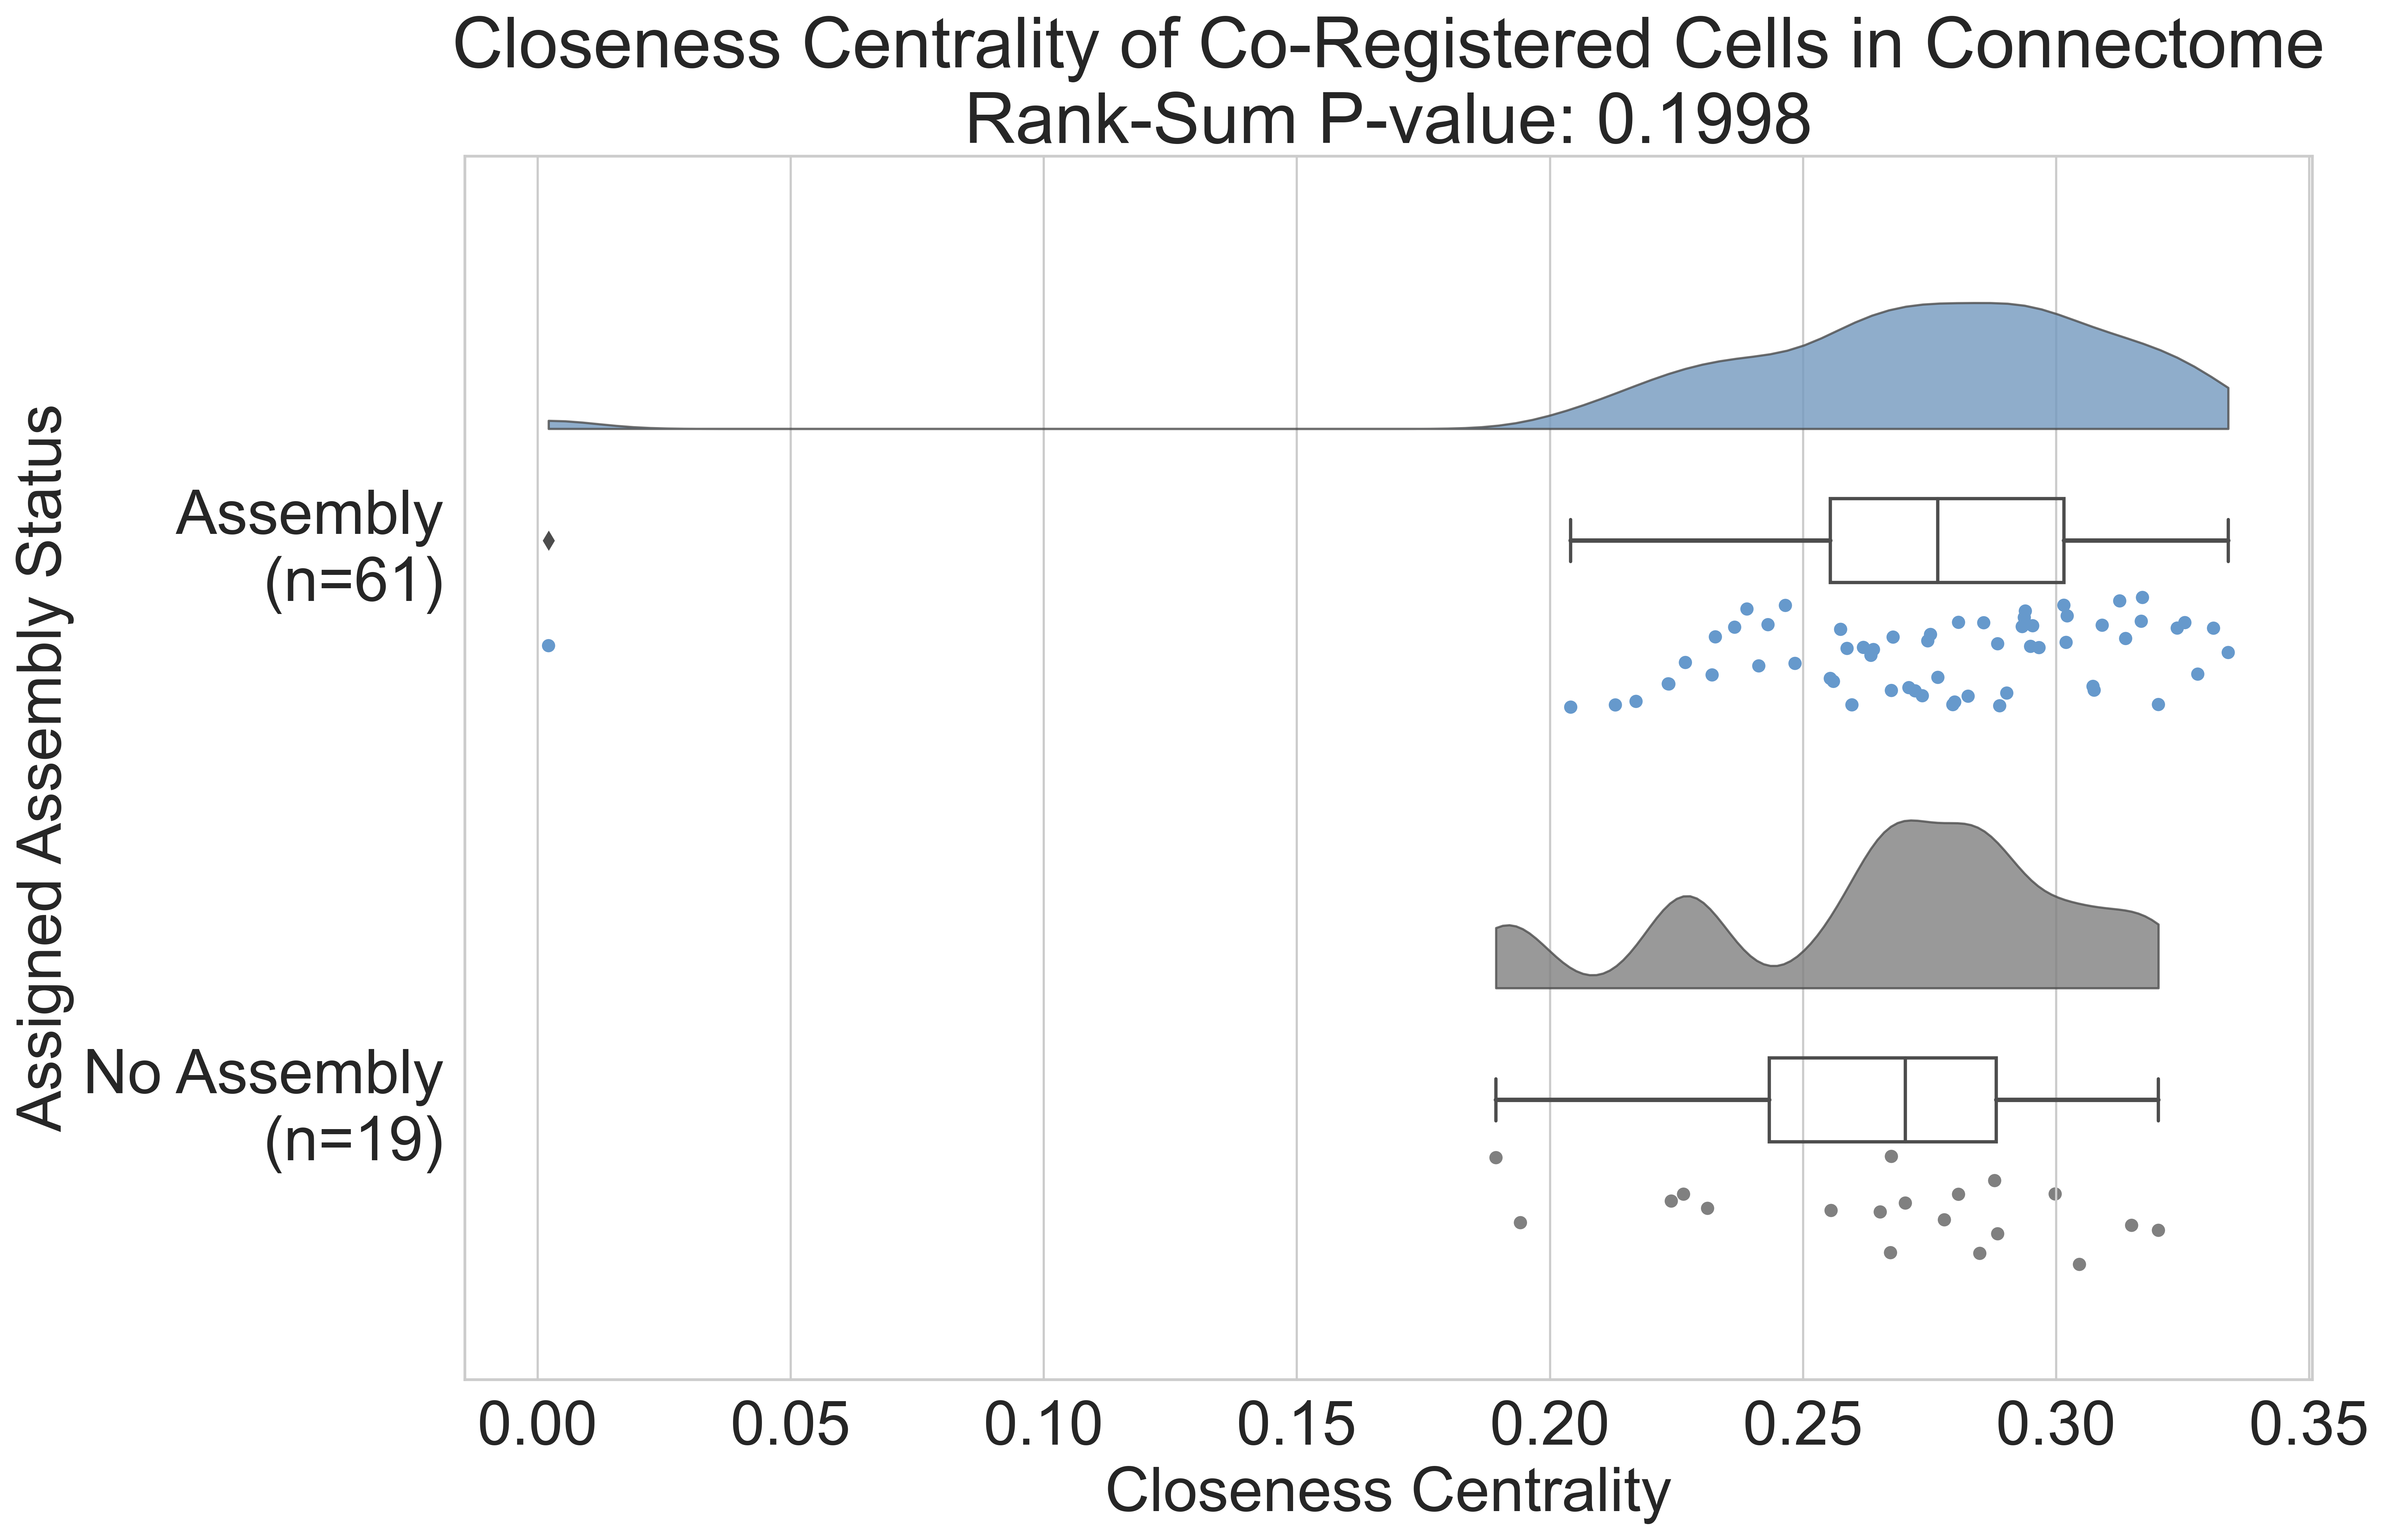 Closeness Centrality of Co-Registered Cells in Connectome
Rank-Sum P-value: 0.1998
Assigned Assembly Status
Assembly
(n=61)
No Assembly
(n=19)
0.00 0.05 0.10 0.15 0.20 0.25 0.30 0.35
Closeness Centrality